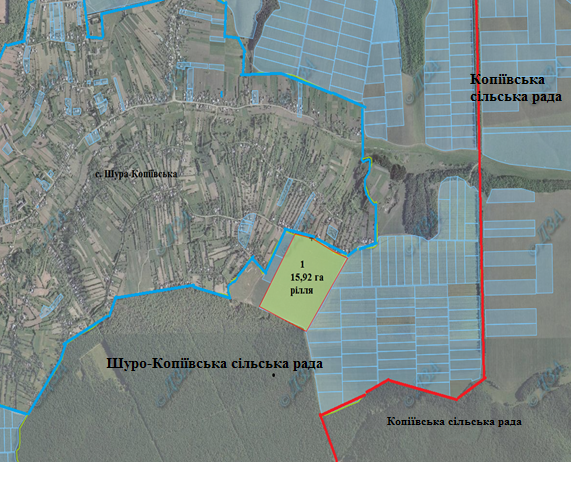 Копіївська
сільська рада
с. Шура-Копіївська
1
15,92 га
рілля
Шуро-Копіївська сільська рада
Копіївська сільська рада